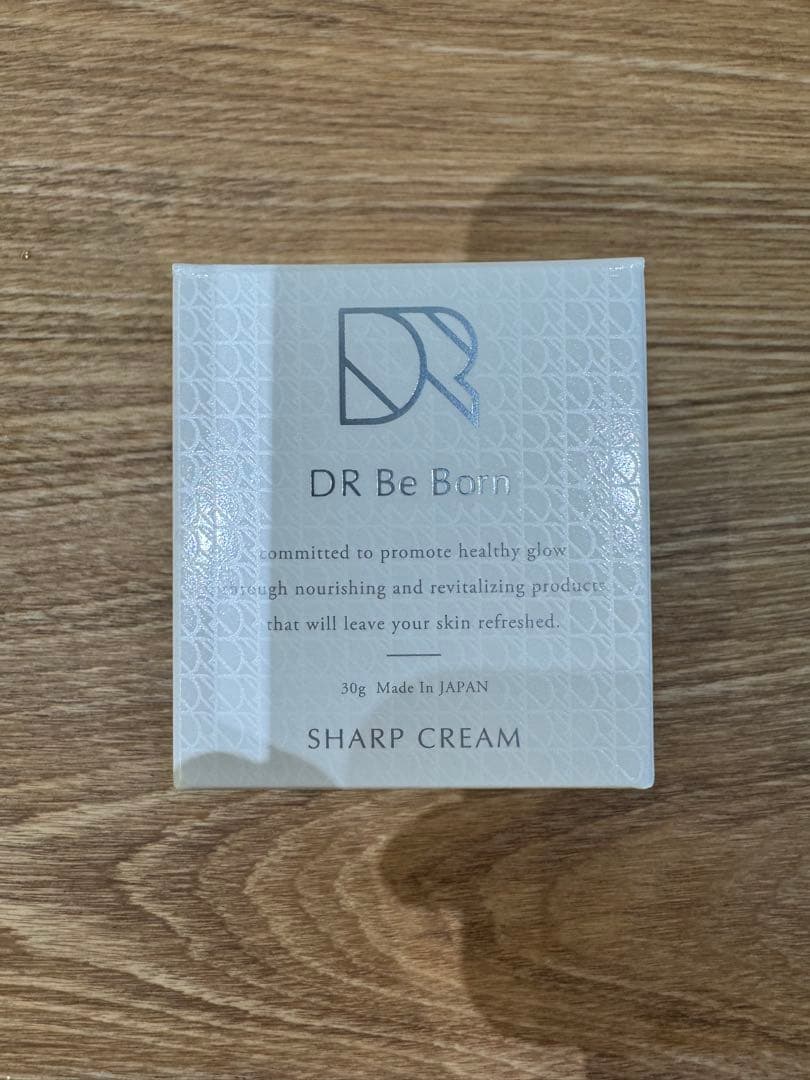 DR
DR Be Born
committed to promote healthy glow
through nourishing and revitalizing products
that will leave your skin refreshed.
30g Made In JAPAN
SHARP CREAM